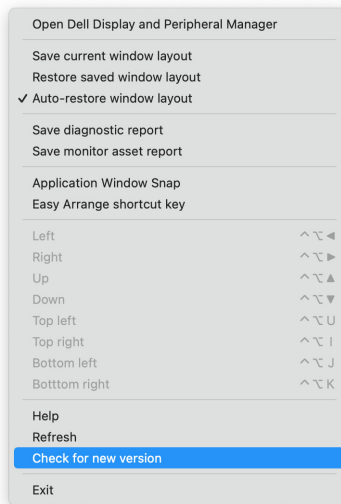 Open Dell Display and Peripheral Manager
Save current window layout
Restore saved window layout
✓ Auto-restore window layout
Save diagnostic report
Save monitor asset report
Application Window Snap
Easy Arrange shortcut key
Left ^⌥◀
Right ^⌥▶
Up ^⌥▲
Down ^⌥▼
Top left ^⌥U
Top right ^⌥I
Bottom left ^⌥J
Botttom right ^⌥K
Help
Refresh
Check for new version
Exit